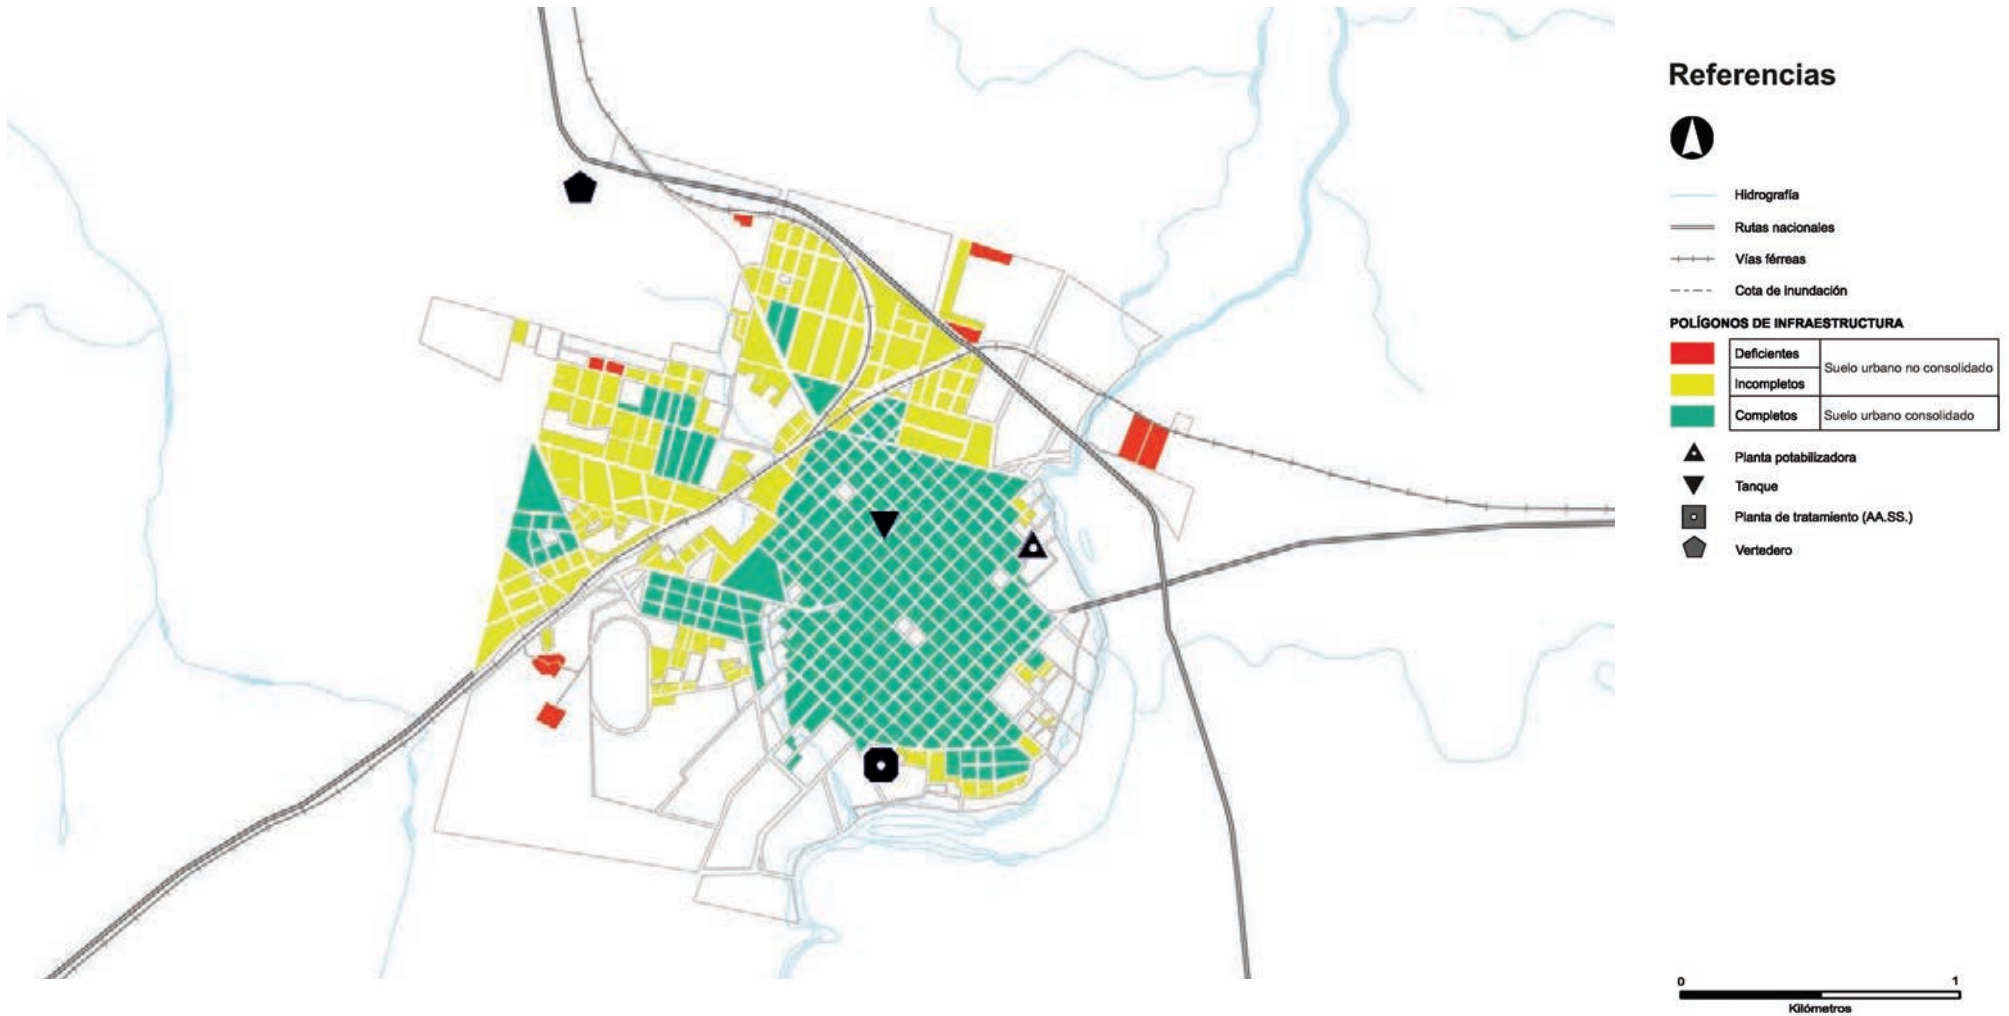 Referencias
Hidrografía
Rutas nacionales
Vías férreas
Cota de inundación
POLÍGONOS DE INFRAESTRUCTURA
Deficientes
Suelo urbano no consolidado
Incompletos
Completos
Suelo urbano consolidado
Planta potabilizadora
Tanque
Planta de tratamiento (AA.SS.)
Vertedero
0 1
Kilómetros